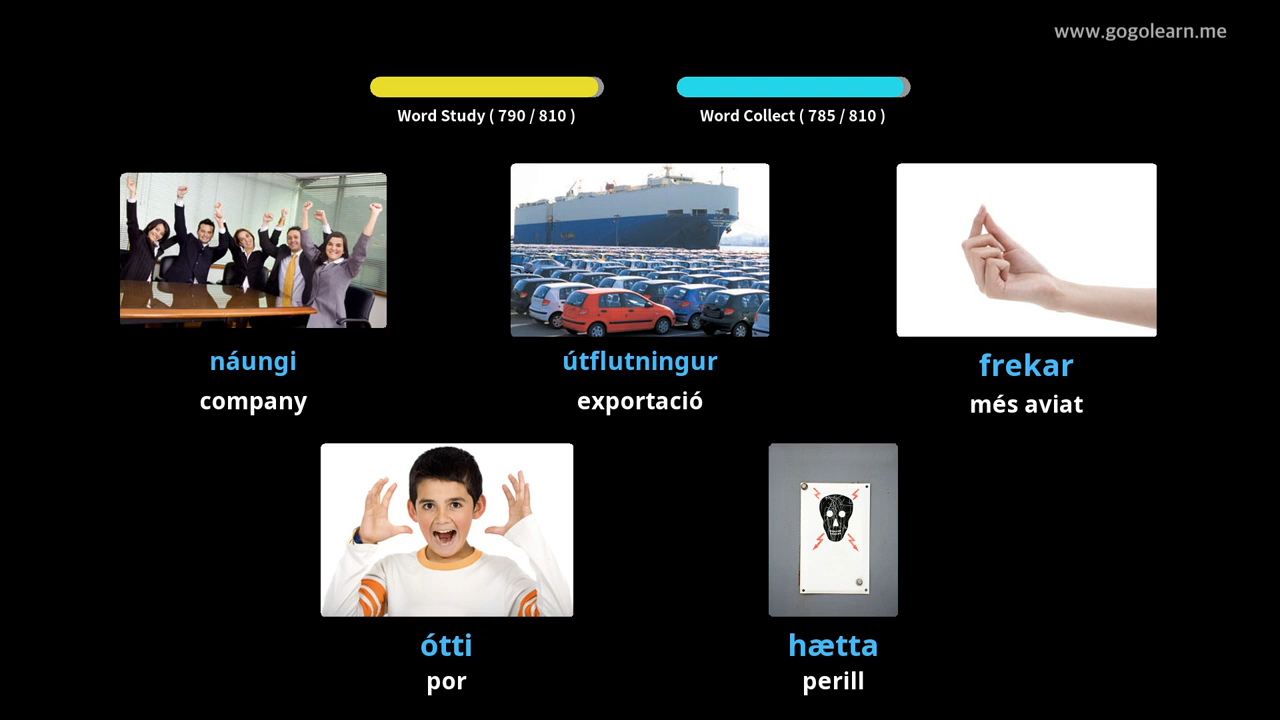 www.gogolearn.me
Word Study ( 790 / 810 )
Word Collect ( 785 / 810 )
náungi
company
útflutningur
exportació
frekar
més aviat
ótti
por
hætta
perill